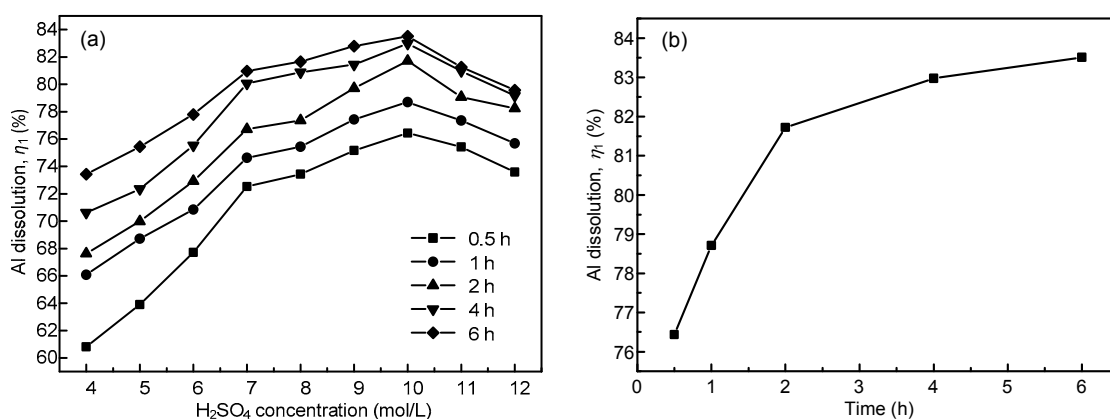 (a)
Al dissolution, η₁ (%)
84
82
80
78
76
74
72
70
68
66
64
62
60
4 5 6 7 8 9 10 11 12
H₂SO₄ concentration (mol/L)
0.5 h
1 h
2 h
4 h
6 h
(b)
Al dissolution, η₁ (%)
84
83
82
81
80
79
78
77
76
0 1 2 3 4 5 6
Time (h)